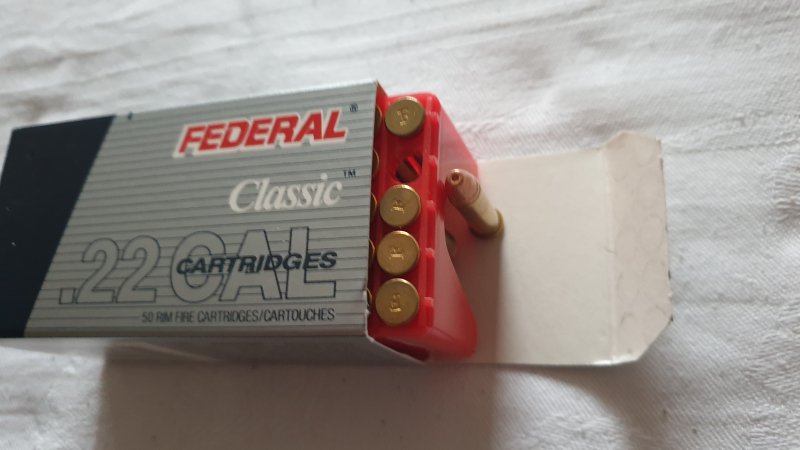 FEDERAL®
Classic™
.22 CAL
CARTRIDGES
50 RIM FIRE CARTRIDGES/CARTOUCHES
F